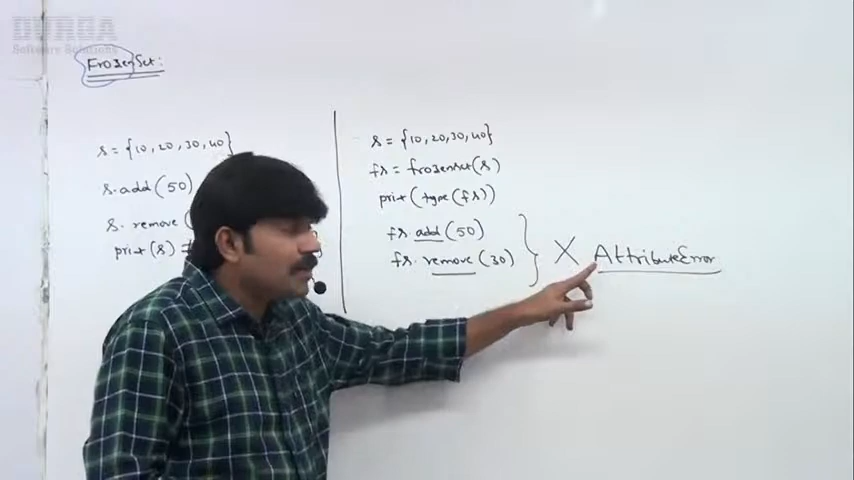 DURGA
Software Solutions
FrozenSet:
s = {10, 20, 30, 40}
s.add(50)
s.remove(
print(s)
s = {10, 20, 30, 40}
fs = frozenset(s)
print(type(fs))
fs.add(50)
fs.remove(30)
X AttributeError